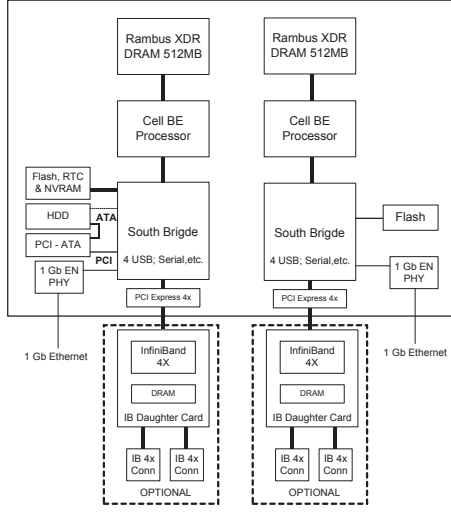 Rambus XDR
DRAM 512MB
Rambus XDR
DRAM 512MB
Cell BE
Processor
Cell BE
Processor
Flash, RTC
& NVRAM
HDD
ATA
PCI - ATA
PCI
1 Gb EN
PHY
South Brigde
4 USB; Serial,etc.
South Brigde
4 USB; Serial,etc.
Flash
1 Gb EN
PHY
PCI Express 4x
PCI Express 4x
1 Gb Ethernet
1 Gb Ethernet
InfiniBand
4X
DRAM
IB Daughter Card
IB 4x
Conn
IB 4x
Conn
OPTIONAL
InfiniBand
4X
DRAM
IB Daughter Card
IB 4x
Conn
IB 4x
Conn
OPTIONAL